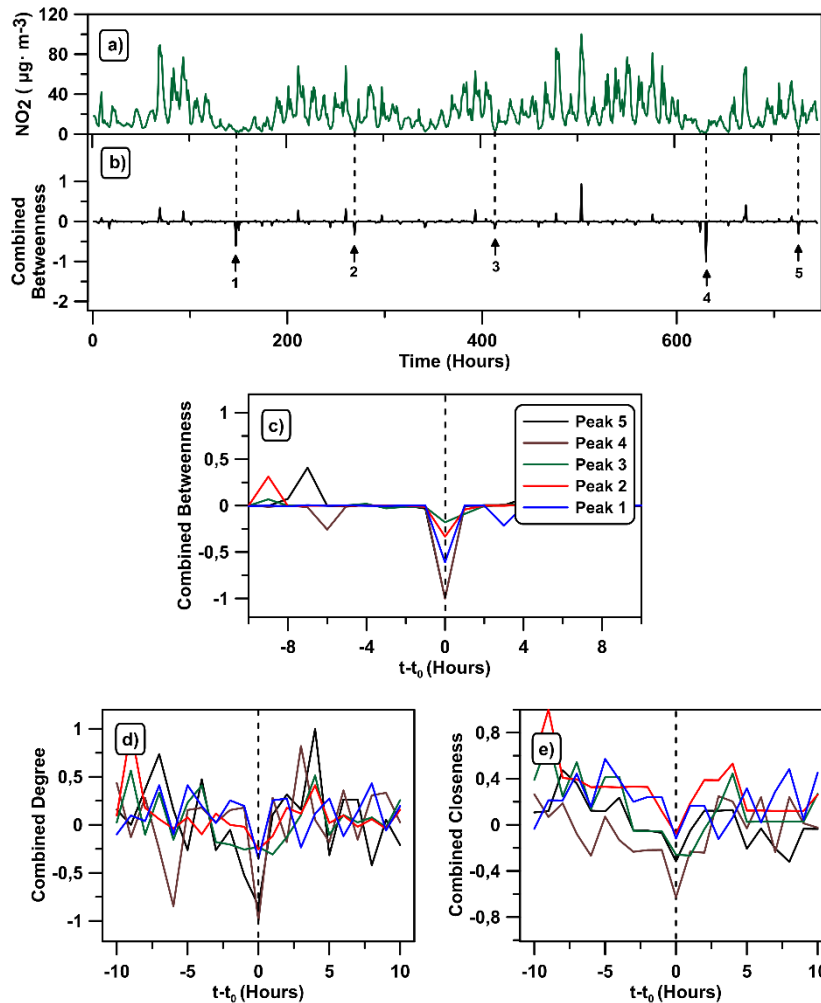 a)
NO2 ( µg· m-3)
120
80
40
0
b)
Combined
Betweenness
1
0
-1
-2
1
2
3
4
5
0
200
400
600
Time (Hours)
c)
Combined Betweenness
1
0,5
0
-0,5
-1
Peak 5
Peak 4
Peak 3
Peak 2
Peak 1
-8
-4
0
4
8
t-t0 (Hours)
d)
Combined Degree
1
0,5
0
-0,5
-1
-10
-5
0
5
10
t-t0 (Hours)
e)
Combined Closeness
0,8
0,4
0
-0,4
-0,8
-10
-5
0
5
10
t-t0 (Hours)